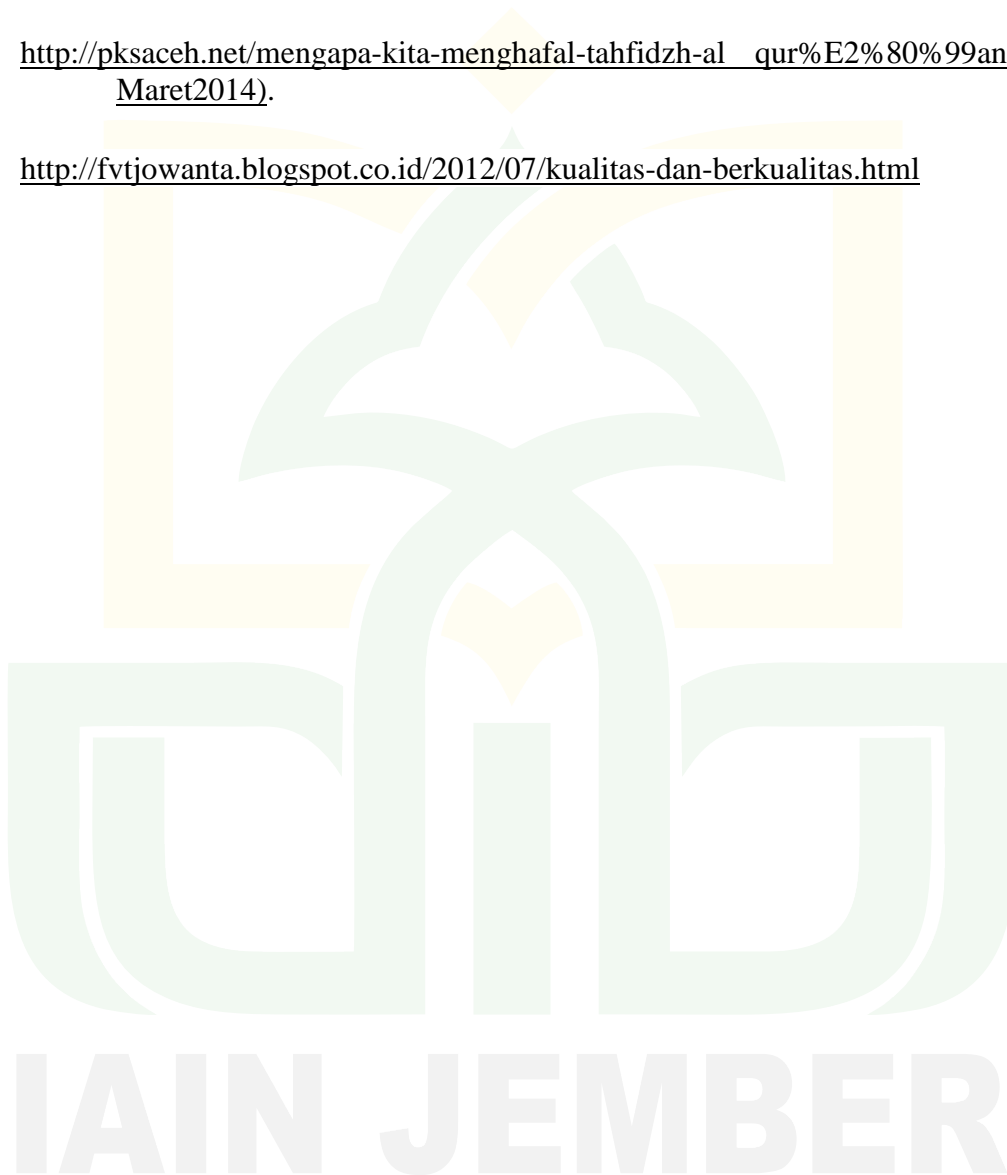 http://pksaceh.net/mengapa-kita-menghafal-tahfidzh-al qur%E2%80%99an
Maret2014).
http://fvtjowanta.blogspot.co.id/2012/07/kualitas-dan-berkualitas.html
IAIN JEMBER